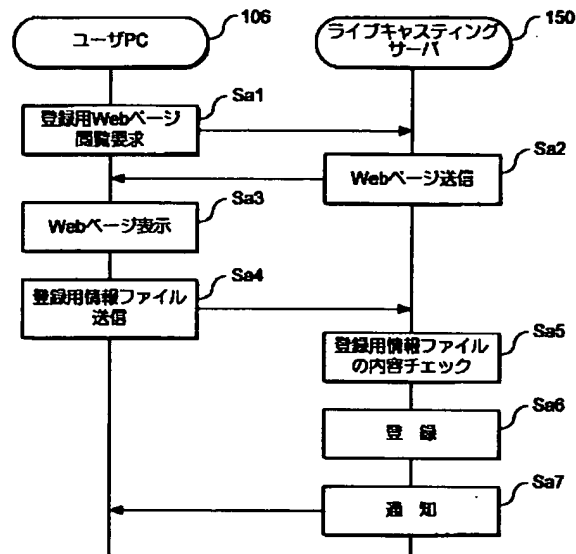 ユーザPC
106
ライブキャスティング
サーバ
150
登録用Webページ
閲覧要求
Sa1
Webページ送信
Sa2
Webページ表示
Sa3
登録用情報ファイル
送信
Sa4
登録用情報ファイル
の内容チェック
Sa5
登 録
Sa6
通 知
Sa7